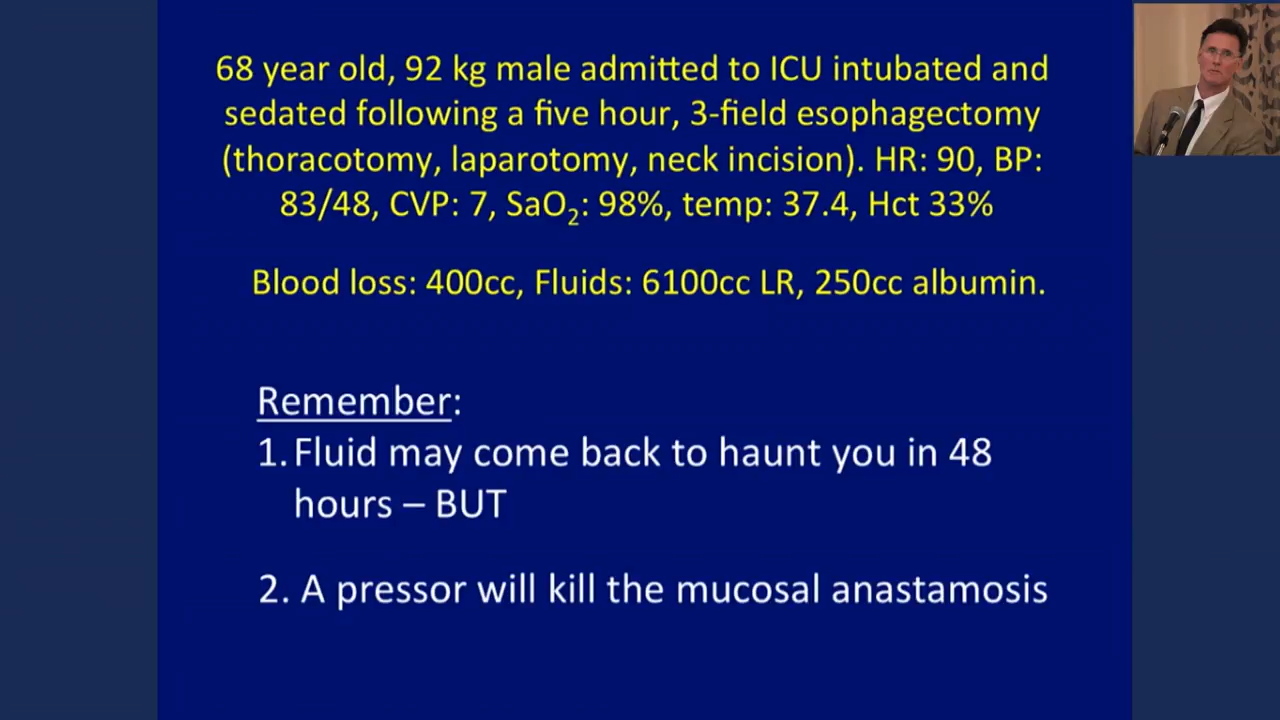 68 year old, 92 kg male admitted to ICU intubated and
sedated following a five hour, 3-field esophagectomy
(thoracotomy, laparotomy, neck incision). HR: 90, BP:
83/48, CVP: 7, SaO₂: 98%, temp: 37.4, Hct 33%
Blood loss: 400cc, Fluids: 6100cc LR, 250cc albumin.
Remember:
1. Fluid may come back to haunt you in 48
hours – BUT
2. A pressor will kill the mucosal anastamosis